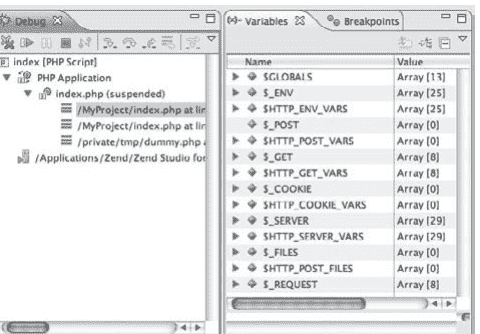 Debug
index [PHP Script]
PHP Application
index.php (suspended)
/MyProject/index.php at lin
/MyProject/index.php at lin
/private/tmp/dummy.php a
/Applications/Zend/Zend Studio for
(x)= Variables
Breakpoints
Name Value
$GLOBALS Array [13]
$_ENV Array [25]
$HTTP_ENV_VARS Array [25]
$_POST Array [0]
$HTTP_POST_VARS Array [0]
$_GET Array [8]
$HTTP_GET_VARS Array [8]
$_COOKIE Array [0]
$HTTP_COOKIE_VARS Array [0]
$_SERVER Array [29]
$HTTP_SERVER_VARS Array [29]
$_FILES Array [0]
$HTTP_POST_FILES Array [0]
$_REQUEST Array [8]